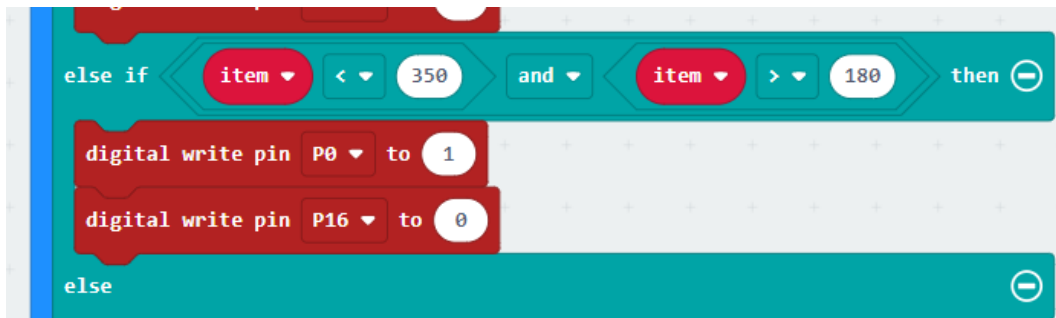 else if item < 350 and item > 180 then
digital write pin P0 to 1
digital write pin P16 to 0
else